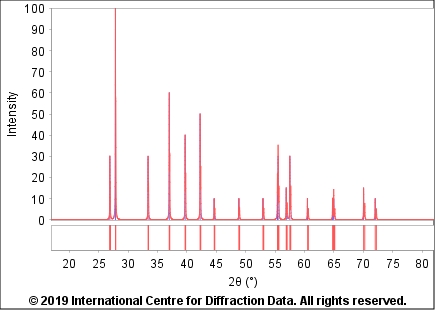 100
90
80
70
60
50
40
30
20
10
0
Intensity
20 25 30 35 40 45 50 55 60 65 70 75 80
2θ (°)
© 2019 International Centre for Diffraction Data. All rights reserved.